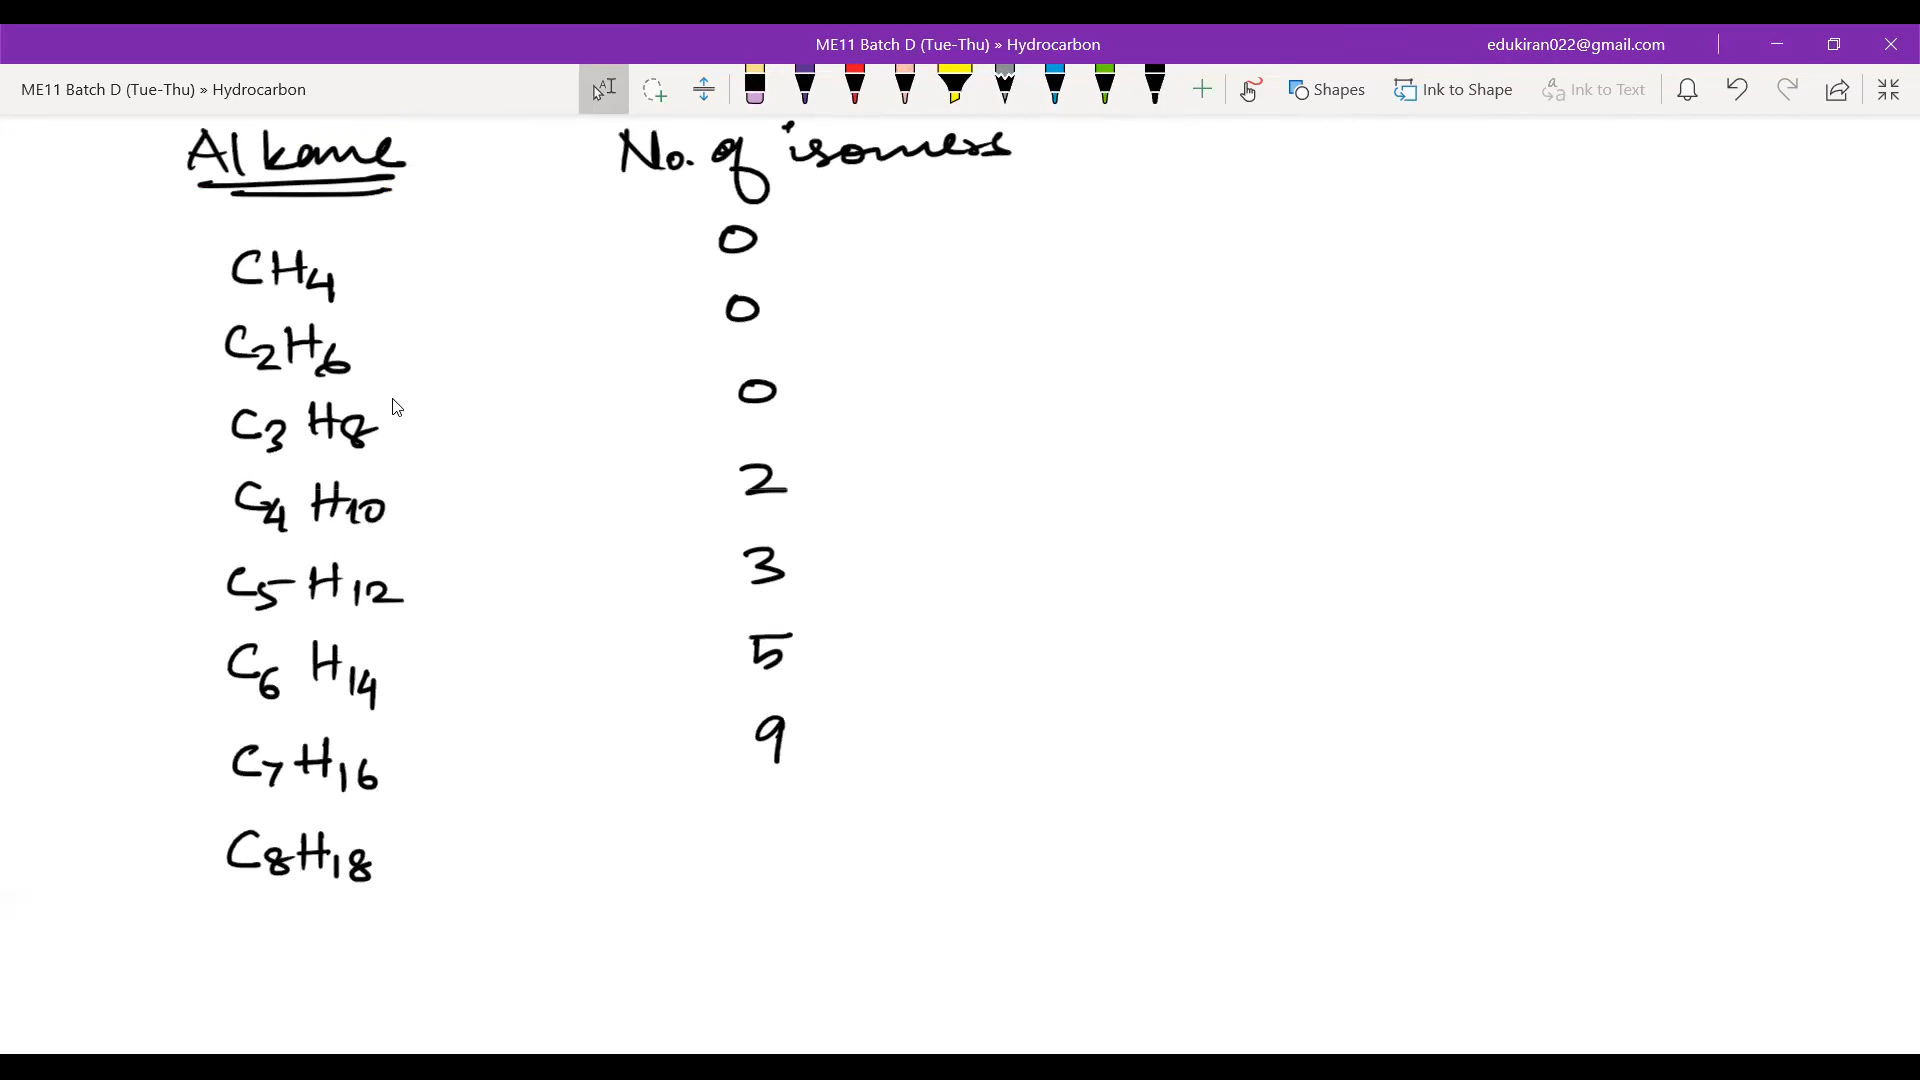 ME11 Batch D (Tue-Thu) » Hydrocarbon edukiran022@gmail.com
ME11 Batch D (Tue-Thu) » Hydrocarbon Shapes Ink to Shape Ink to Text
Alkane No. of isomers
CH4 0
C2H6 0
C3H8 0
C4H10 2
C5H12 3
C6H14 5
C7H16 9
C8H18